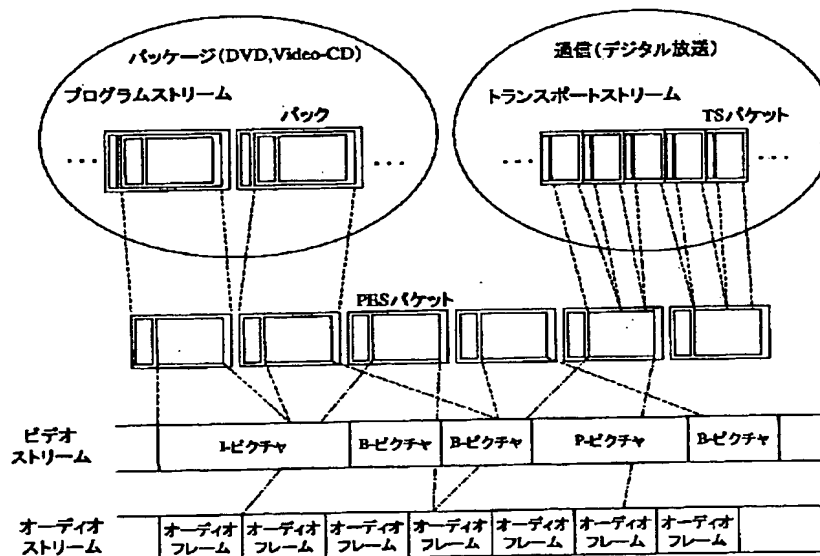 パッケージ(DVD,Video-CD)
プログラムストリーム
パック
...
...
通信(デジタル放送)
トランスポートストリーム
TSパケット
...
...
PESパケット
ビデオ
ストリーム
I-ピクチャ
B-ピクチャ
B-ピクチャ
P-ピクチャ
B-ピクチャ
オーディオ
ストリーム
オーディオ
フレーム
オーディオ
フレーム
オーディオ
フレーム
オーディオ
フレーム
オーディオ
フレーム
オーディオ
フレーム
オーディオ
フレーム